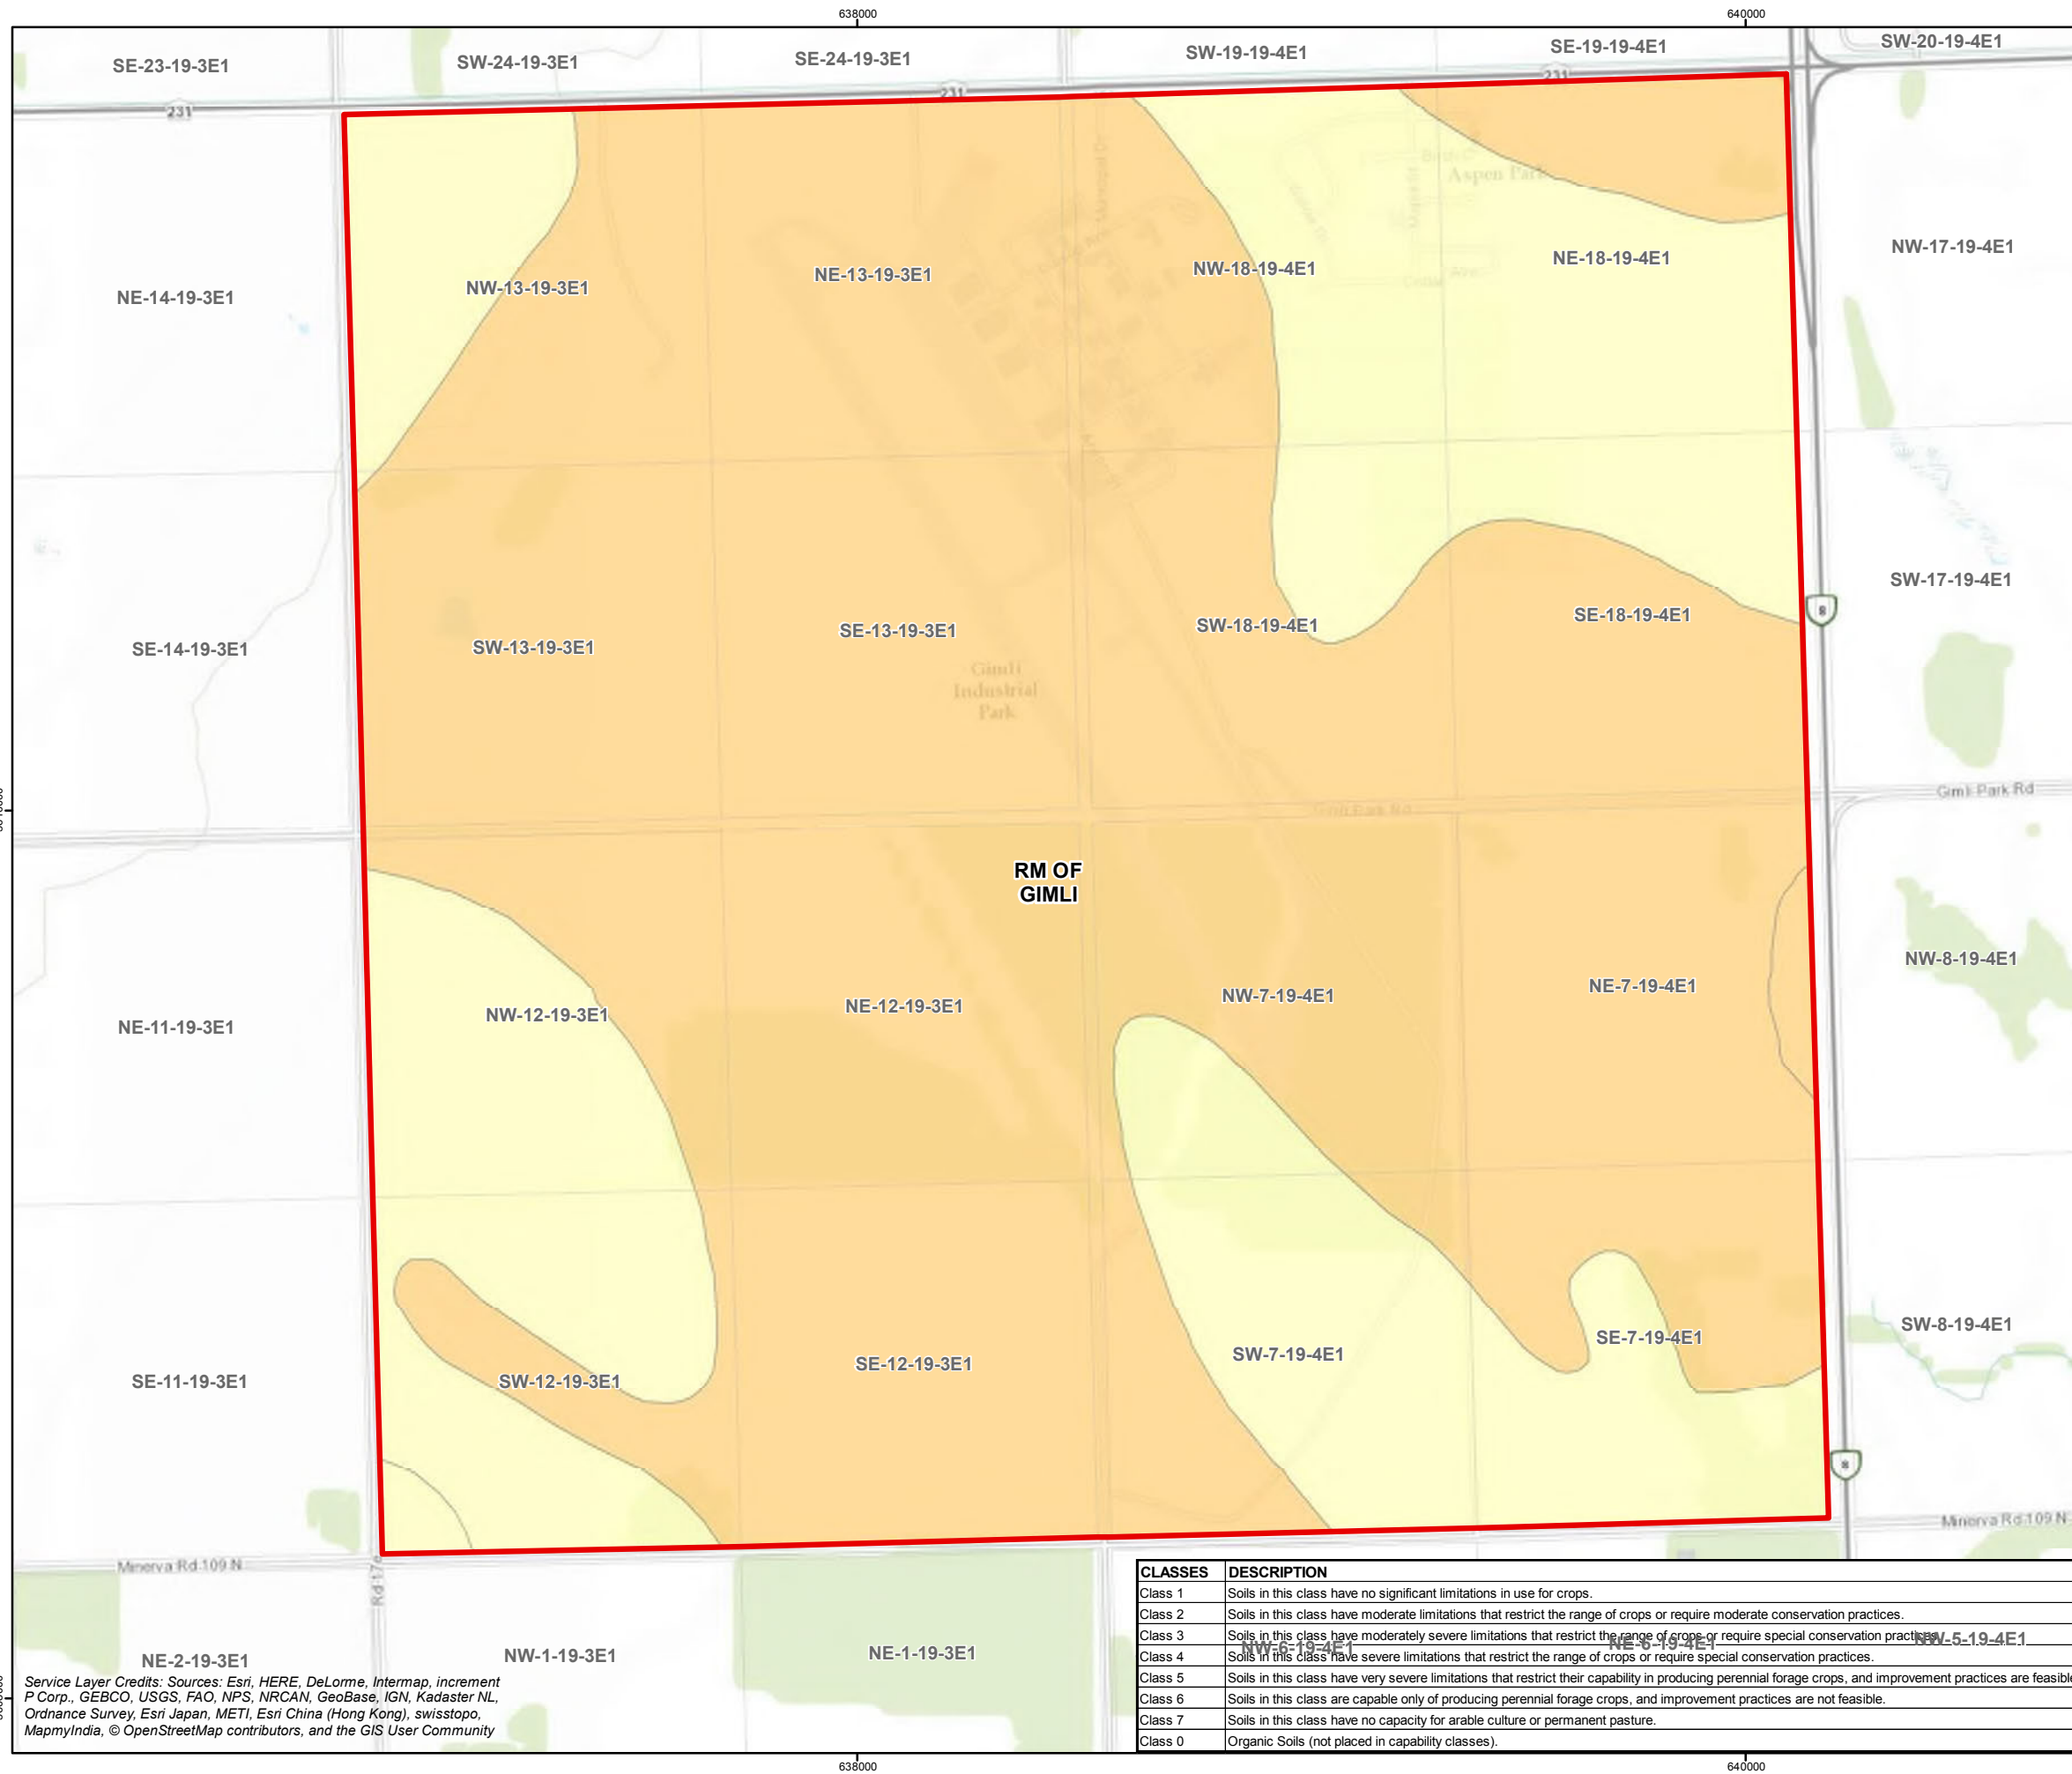 638000
640000
SE-23-19-3E1
SW-24-19-3E1
SE-24-19-3E1
SW-19-19-4E1
SE-19-19-4E1
SW-20-19-4E1
231
231
231
Aspen Park
NE-14-19-3E1
NW-13-19-3E1
NE-13-19-3E1
NW-18-19-4E1
NE-18-19-4E1
NW-17-19-4E1
SE-14-19-3E1
SW-13-19-3E1
SE-13-19-3E1
SW-18-19-4E1
SE-18-19-4E1
SW-17-19-4E1
8
Gimli
Industrial
Park
Gimli Park Rd
Gimli Park Rd
RM OF
GIMLI
NE-11-19-3E1
NW-12-19-3E1
NE-12-19-3E1
NW-7-19-4E1
NE-7-19-4E1
NW-8-19-4E1
SE-11-19-3E1
SW-12-19-3E1
SE-12-19-3E1
SW-7-19-4E1
SE-7-19-4E1
SW-8-19-4E1
8
Minerva Rd 109 N
Minerva Rd 109 N
Rd 17e
NE-2-19-3E1
NW-1-19-3E1
NE-1-19-3E1
NW-6-19-4E1
NE-6-19-4E1
NW-5-19-4E1
CLASSES DESCRIPTION
Class 1 Soils in this class have no significant limitations in use for crops.
Class 2 Soils in this class have moderate limitations that restrict the range of crops or require moderate conservation practices.
Class 3 Soils in this class have moderately severe limitations that restrict the range of crops or require special conservation practices.
Class 4 Soils in this class have severe limitations that restrict the range of crops or require special conservation practices.
Class 5 Soils in this class have very severe limitations that restrict their capability in producing perennial forage crops, and improvement practices are feasible
Class 6 Soils in this class are capable only of producing perennial forage crops, and improvement practices are not feasible.
Class 7 Soils in this class have no capacity for arable culture or permanent pasture.
Class 0 Organic Soils (not placed in capability classes).
Service Layer Credits: Sources: Esri, HERE, DeLorme, Intermap, increment
P Corp., GEBCO, USGS, FAO, NPS, NRCAN, GeoBase, IGN, Kadaster NL,
Ordnance Survey, Esri Japan, METI, Esri China (Hong Kong), swisstopo,
MapmyIndia, © OpenStreetMap contributors, and the GIS User Community
638000
640000